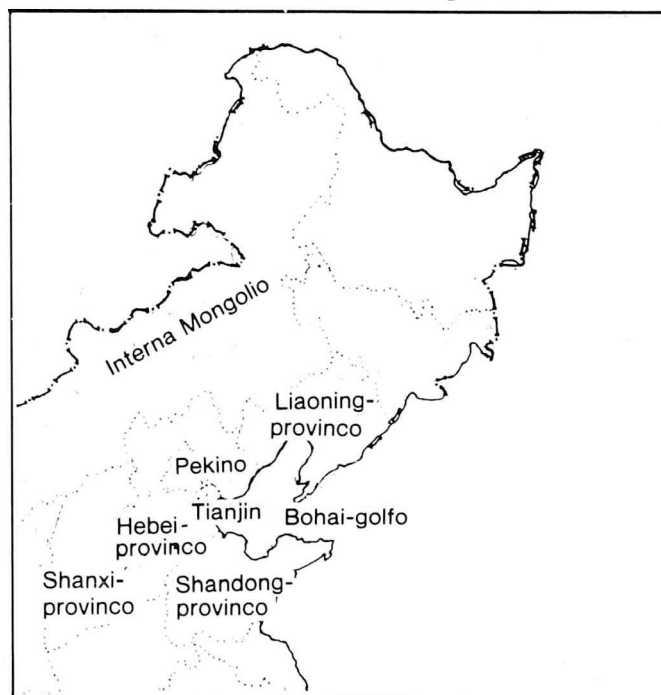 Interna Mongolio
Liaoning-
provinco
Pekino
Tianjin
Bohai-golfo
Hebei-
provinco
Shanxi-
provinco
Shandong-
provinco